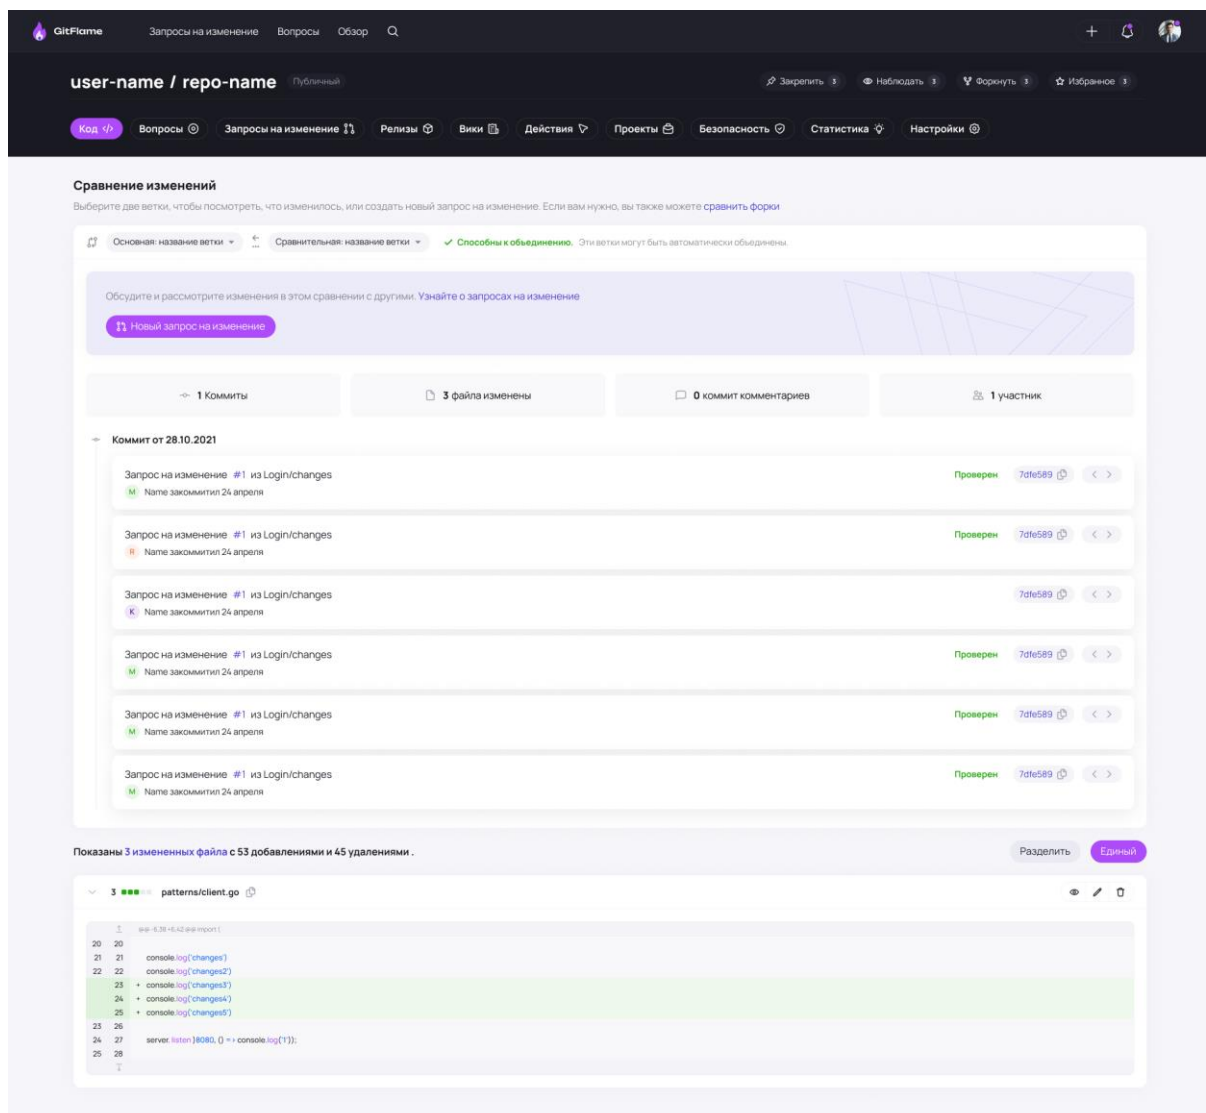 GitFlame Запросы на изменение Вопросы Обзор
user-name / repo-name Публичный Закрепить 3 Наблюдать 3 Форкнуть 3 Избранное 3
Код </> Вопросы Запросы на изменение Релизы Вики Действия Проекты Безопасность Статистика Настройки
Сравнение изменений
Выберите две ветки, чтобы посмотреть, что изменилось, или создать новый запрос на изменение. Если вам нужно, вы также можете сравнить форки
Основная: название ветки Сравнительная: название ветки Способны к объединению. Эти ветки могут быть автоматически объединены.
Обсудите и рассмотрите изменения в этом сравнении с другими. Узнайте о запросах на изменение
Новый запрос на изменение
1 Коммиты 3 файла изменены 0 коммит комментариев 1 участник
Коммит от 28.10.2021
Запрос на изменение #1 из Login/changes Проверен 7dfe589 < >
M Name закоммитил 24 апреля
Запрос на изменение #1 из Login/changes Проверен 7dfe589 < >
R Name закоммитил 24 апреля
Запрос на изменение #1 из Login/changes 7dfe589 < >
K Name закоммитил 24 апреля
Запрос на изменение #1 из Login/changes Проверен 7dfe589 < >
M Name закоммитил 24 апреля
Запрос на изменение #1 из Login/changes Проверен 7dfe589 < >
M Name закоммитил 24 апреля
Запрос на изменение #1 из Login/changes Проверен 7dfe589 < >
M Name закоммитил 24 апреля
Показаны 3 измененных файла с 53 добавлениями и 45 удалениями . Разделить Единый
3 patterns/client.go
@@ -6,38 +6,42 @@ import (
20 20
21 21 console.log('changes')
22 22 console.log('changes2')
23 + console.log('changes3')
24 + console.log('changes4')
25 + console.log('changes5')
23 26
24 27 server. listen )8080, () => console.log('1'));
25 28